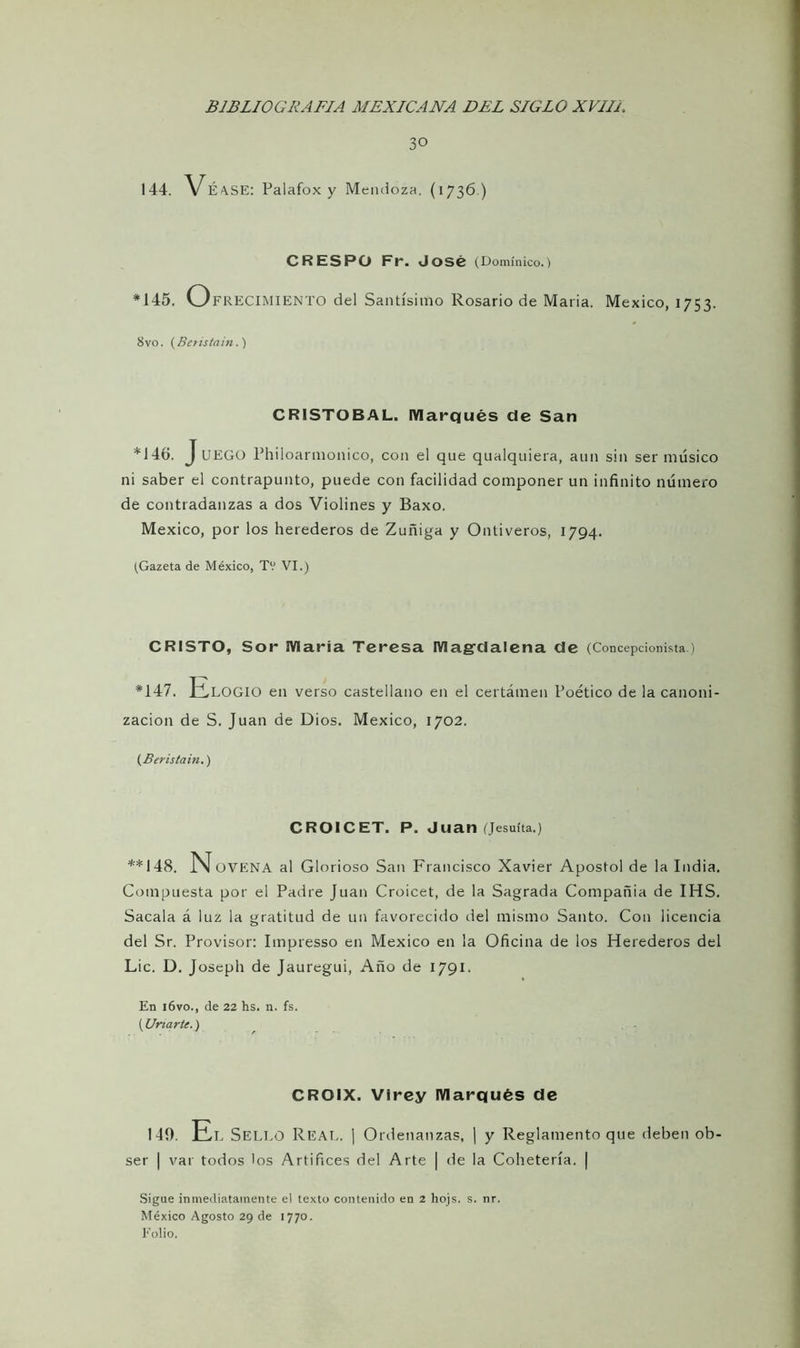 BIBLIOGRAFIA MEXICANA DEL SIGLO XVIII.
30
144. VÉASE: Palafox y Mendoza. (1736.)
CRESPO Fr. José (Domínico.)
*145. OFRECIMIENTO del Santísimo Rosario de Maria. Mexico, 1753.
8vo. (Beristain.)
CRISTOBAL. Marqués de San
*146. JUEGO Philoarmonico, con el que qualquiera, aun sin ser músico
ni saber el contrapunto, puede con facilidad componer un infinito número
de contradanzas a dos Violines y Baxo.
Mexico, por los herederos de Zuñiga y Ontiveros, 1794.
(Gazeta de México, Tº VI.)
CRISTO, Sor Maria Teresa Magdalena de (Concepcionista.)
*147. ELOGIO en verso castellano en el certámen Poético de la canoni-
zacion de S. Juan de Dios. Mexico, 1702.
(Beristain.)
CROICET. P. Juan (Jesuíta.)
**148. NOVENA al Glorioso San Francisco Xavier Apostol de la India.
Compuesta por el Padre Juan Croicet, de la Sagrada Compañia de IHS.
Sacala á luz la gratitud de un favorecido del mismo Santo. Con licencia
del Sr. Provisor: Impresso en Mexico en la Oficina de los Herederos del
Lic. D. Joseph de Jauregui, Año de 1791.
En 16vo., de 22 hs. n. fs.
(Uriarte.)
CROIX. Virey Marqués de
149. EL SELLO REAL. | Ordenanzas, | y Reglamento que deben ob-
ser | var todos los Artifices del Arte | de la Cohetería. |
Sigue inmediatamente el texto contenido en 2 hojs. s. nr.
México Agosto 29 de 1770.
Folio.